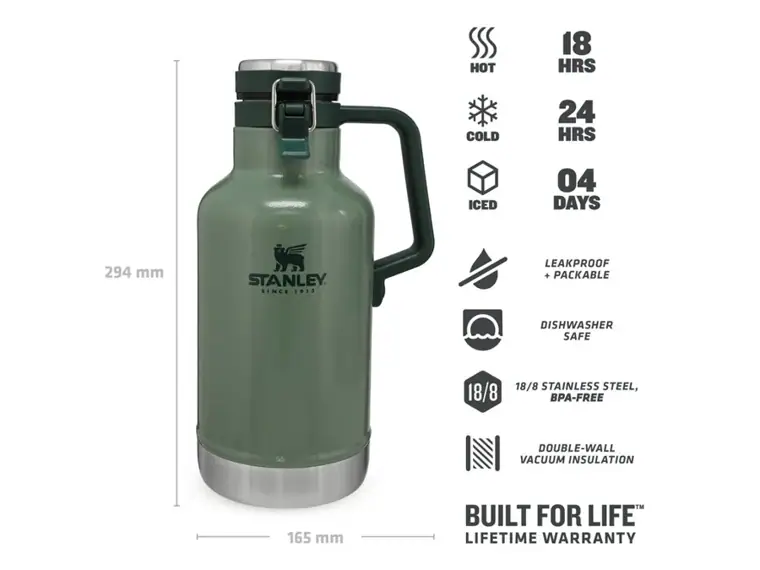 HOT
18
HRS
COLD
24
HRS
ICED
04
DAYS
294 mm
STANLEY
SINCE 1913
LEAKPROOF
+ PACKABLE
DISHWASHER
SAFE
18/8
18/8 STAINLESS STEEL,
BPA-FREE
DOUBLE-WALL
VACUUM INSULATION
BUILT FOR LIFE™
LIFETIME WARRANTY
165 mm